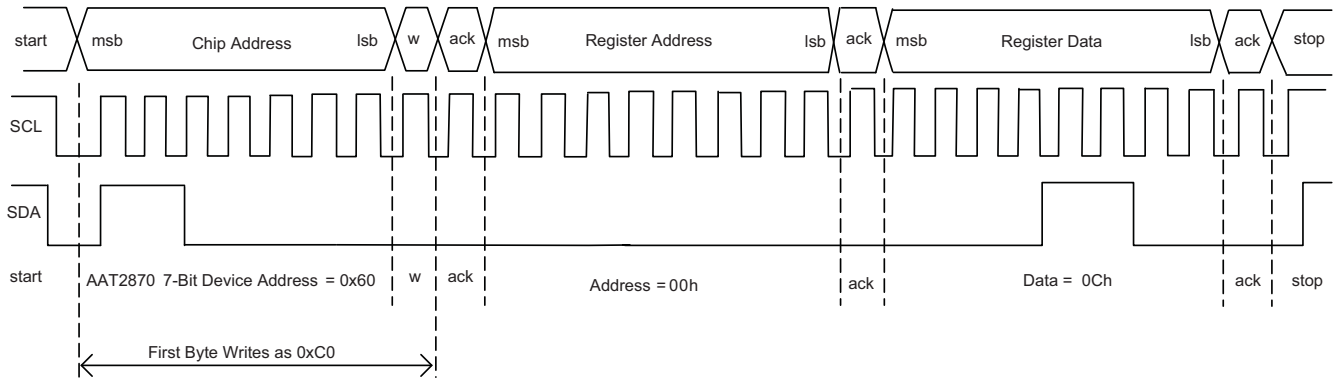 start msb Chip Address lsb w ack msb Register Address lsb ack msb Register Data lsb ack stop
SCL
SDA
start AAT2870 7-Bit Device Address = 0x60 w ack Address = 00h ack Data = 0Ch ack stop
First Byte Writes as 0xC0